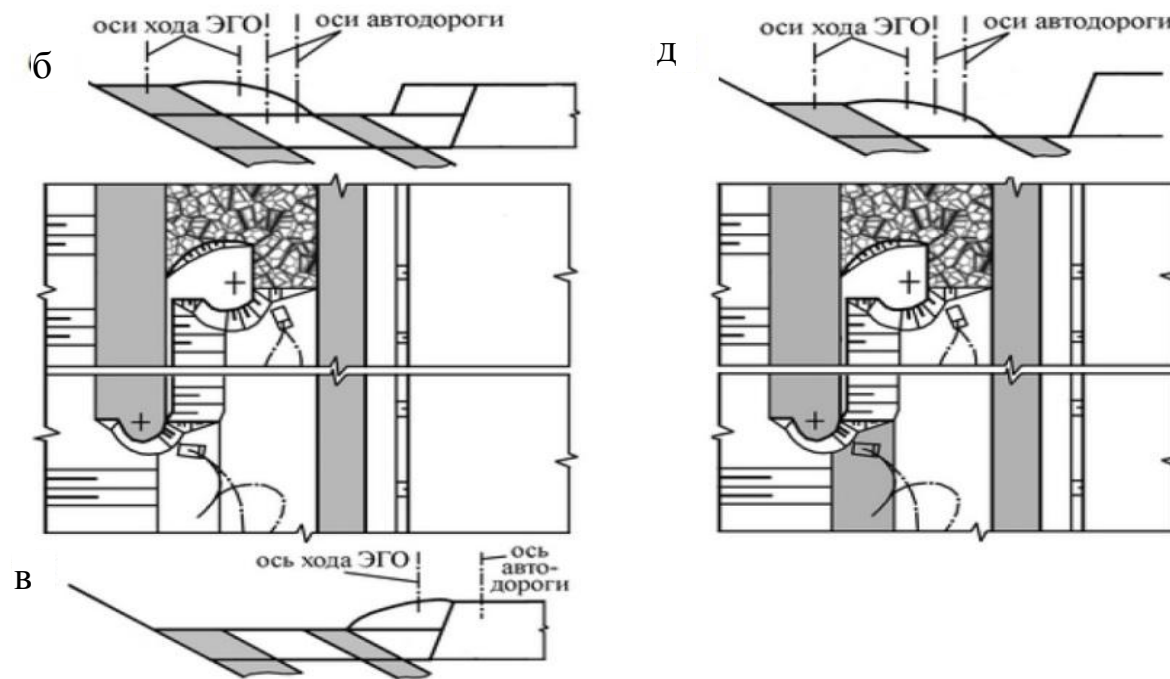 оси хода ЭГО оси автодороги
б
оси хода ЭГО оси автодороги
д
ось хода ЭГО
ось
авто-
дороги
в